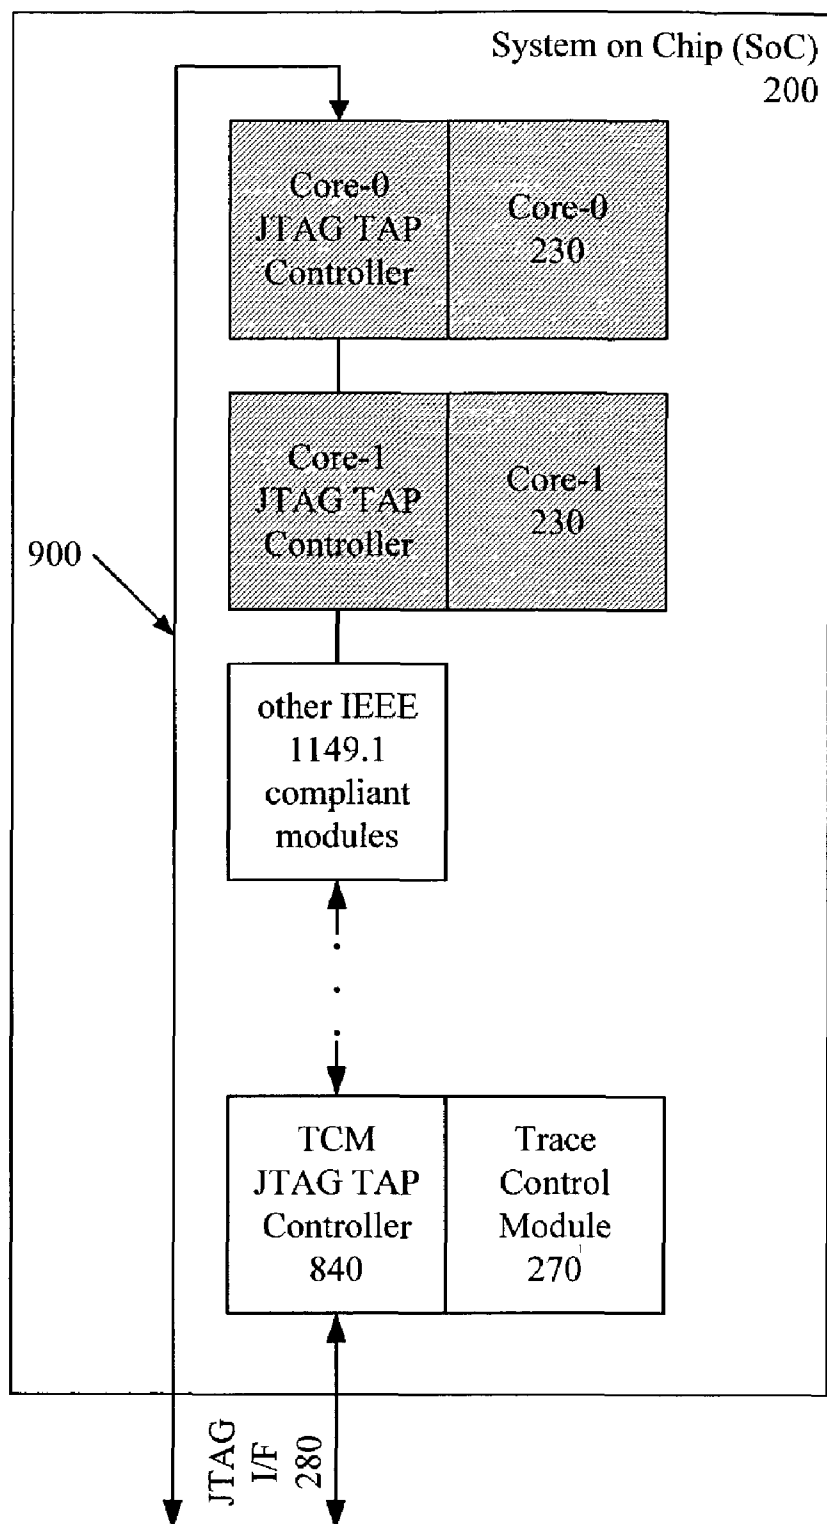 System on Chip (SoC)
200
Core-0
JTAG TAP
Controller
Core-0
230
Core-1
JTAG TAP
Controller
Core-1
230
900
other IEEE
1149.1
compliant
modules
TCM
JTAG TAP
Controller
840
Trace
Control
Module
270
JTAG
I/F
280